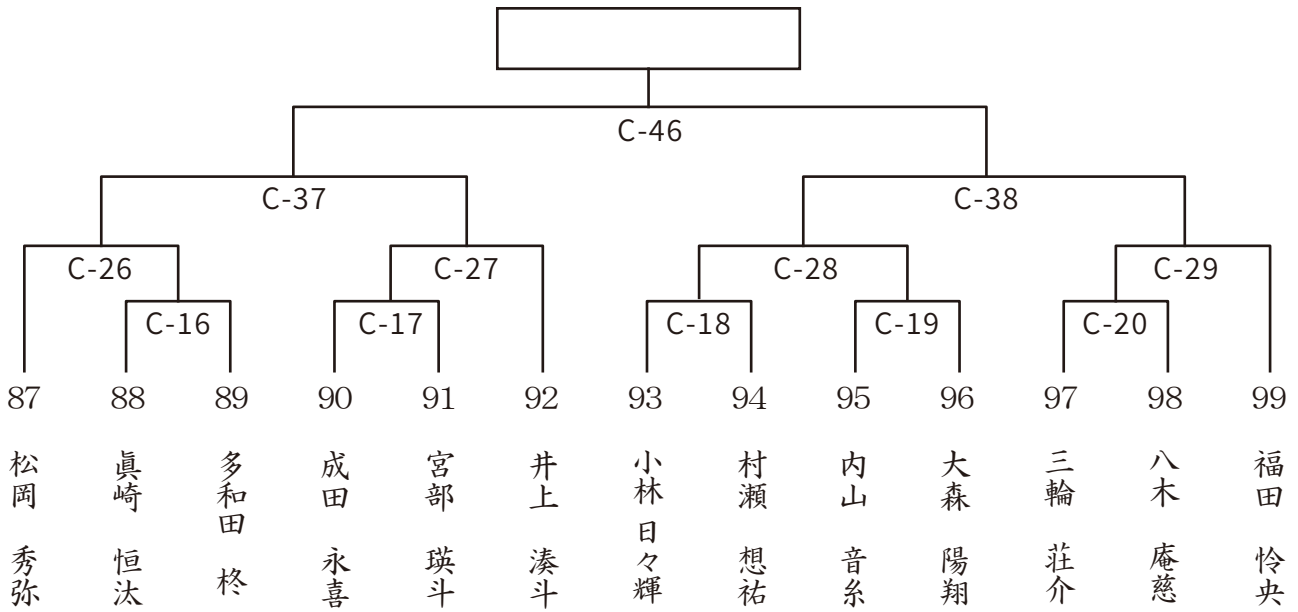 C-46
C-37
C-38
C-26
C-27
C-28
C-29
C-16
C-17
C-18
C-19
C-20
87
88
89
90
91
92
93
94
95
96
97
98
99
松岡 秀弥
眞崎 恒汰
多和田 柊
成田 永喜
宮部 瑛斗
井上 湊斗
小林 日々輝
村瀬 想祐
内山 音糸
大森 陽翔
三輪 荘介
八木 庵慈
福田 怜央